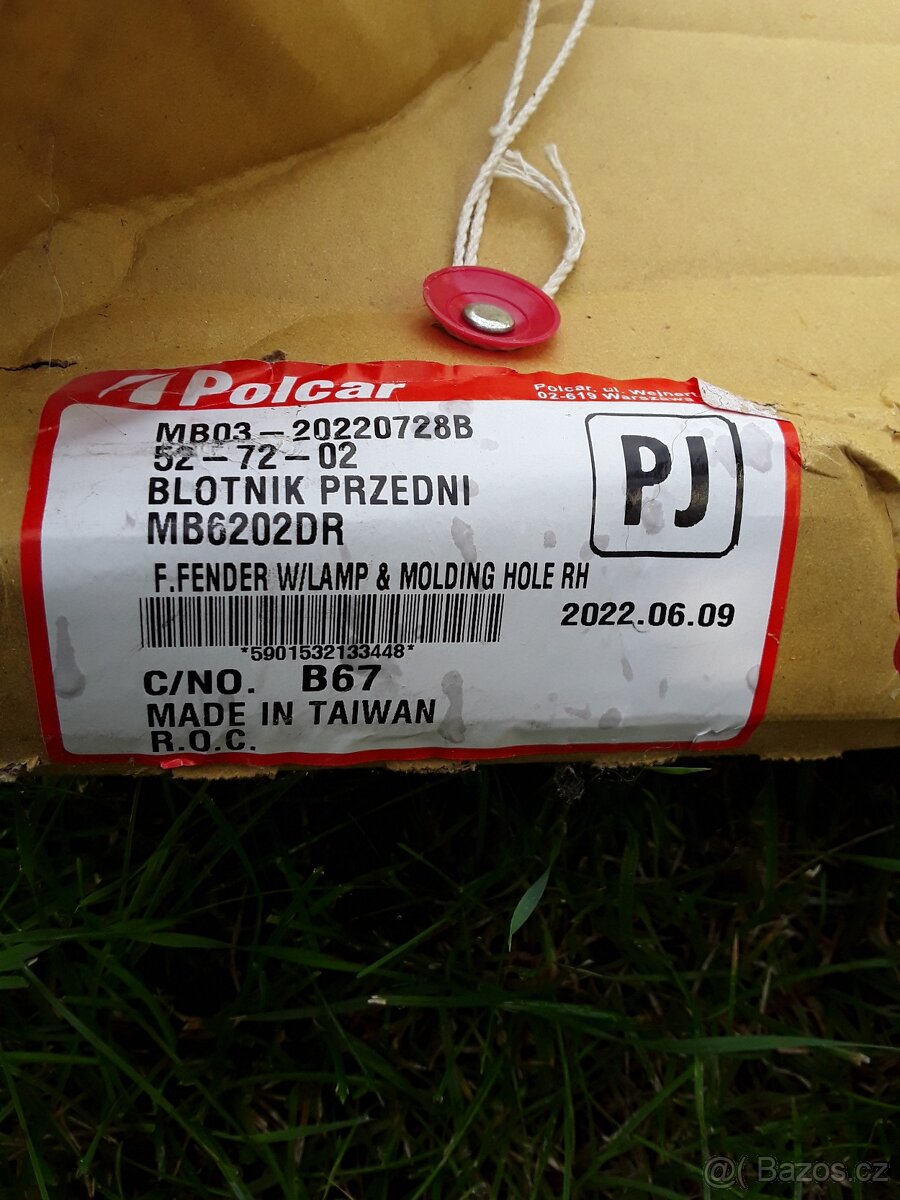 Polcar
Polcar, ul.
02-619 Warszawa
MB03-20220728B
52-72-02
BLOTNIK PRZEDNI
MB6202DR
PJ
F.FENDER W/LAMP & MOLDING HOLE RH
2022.06.09
*5901532133448*
C/NO. B67
MADE IN TAIWAN
R.O.C.
@( Bazos.cz